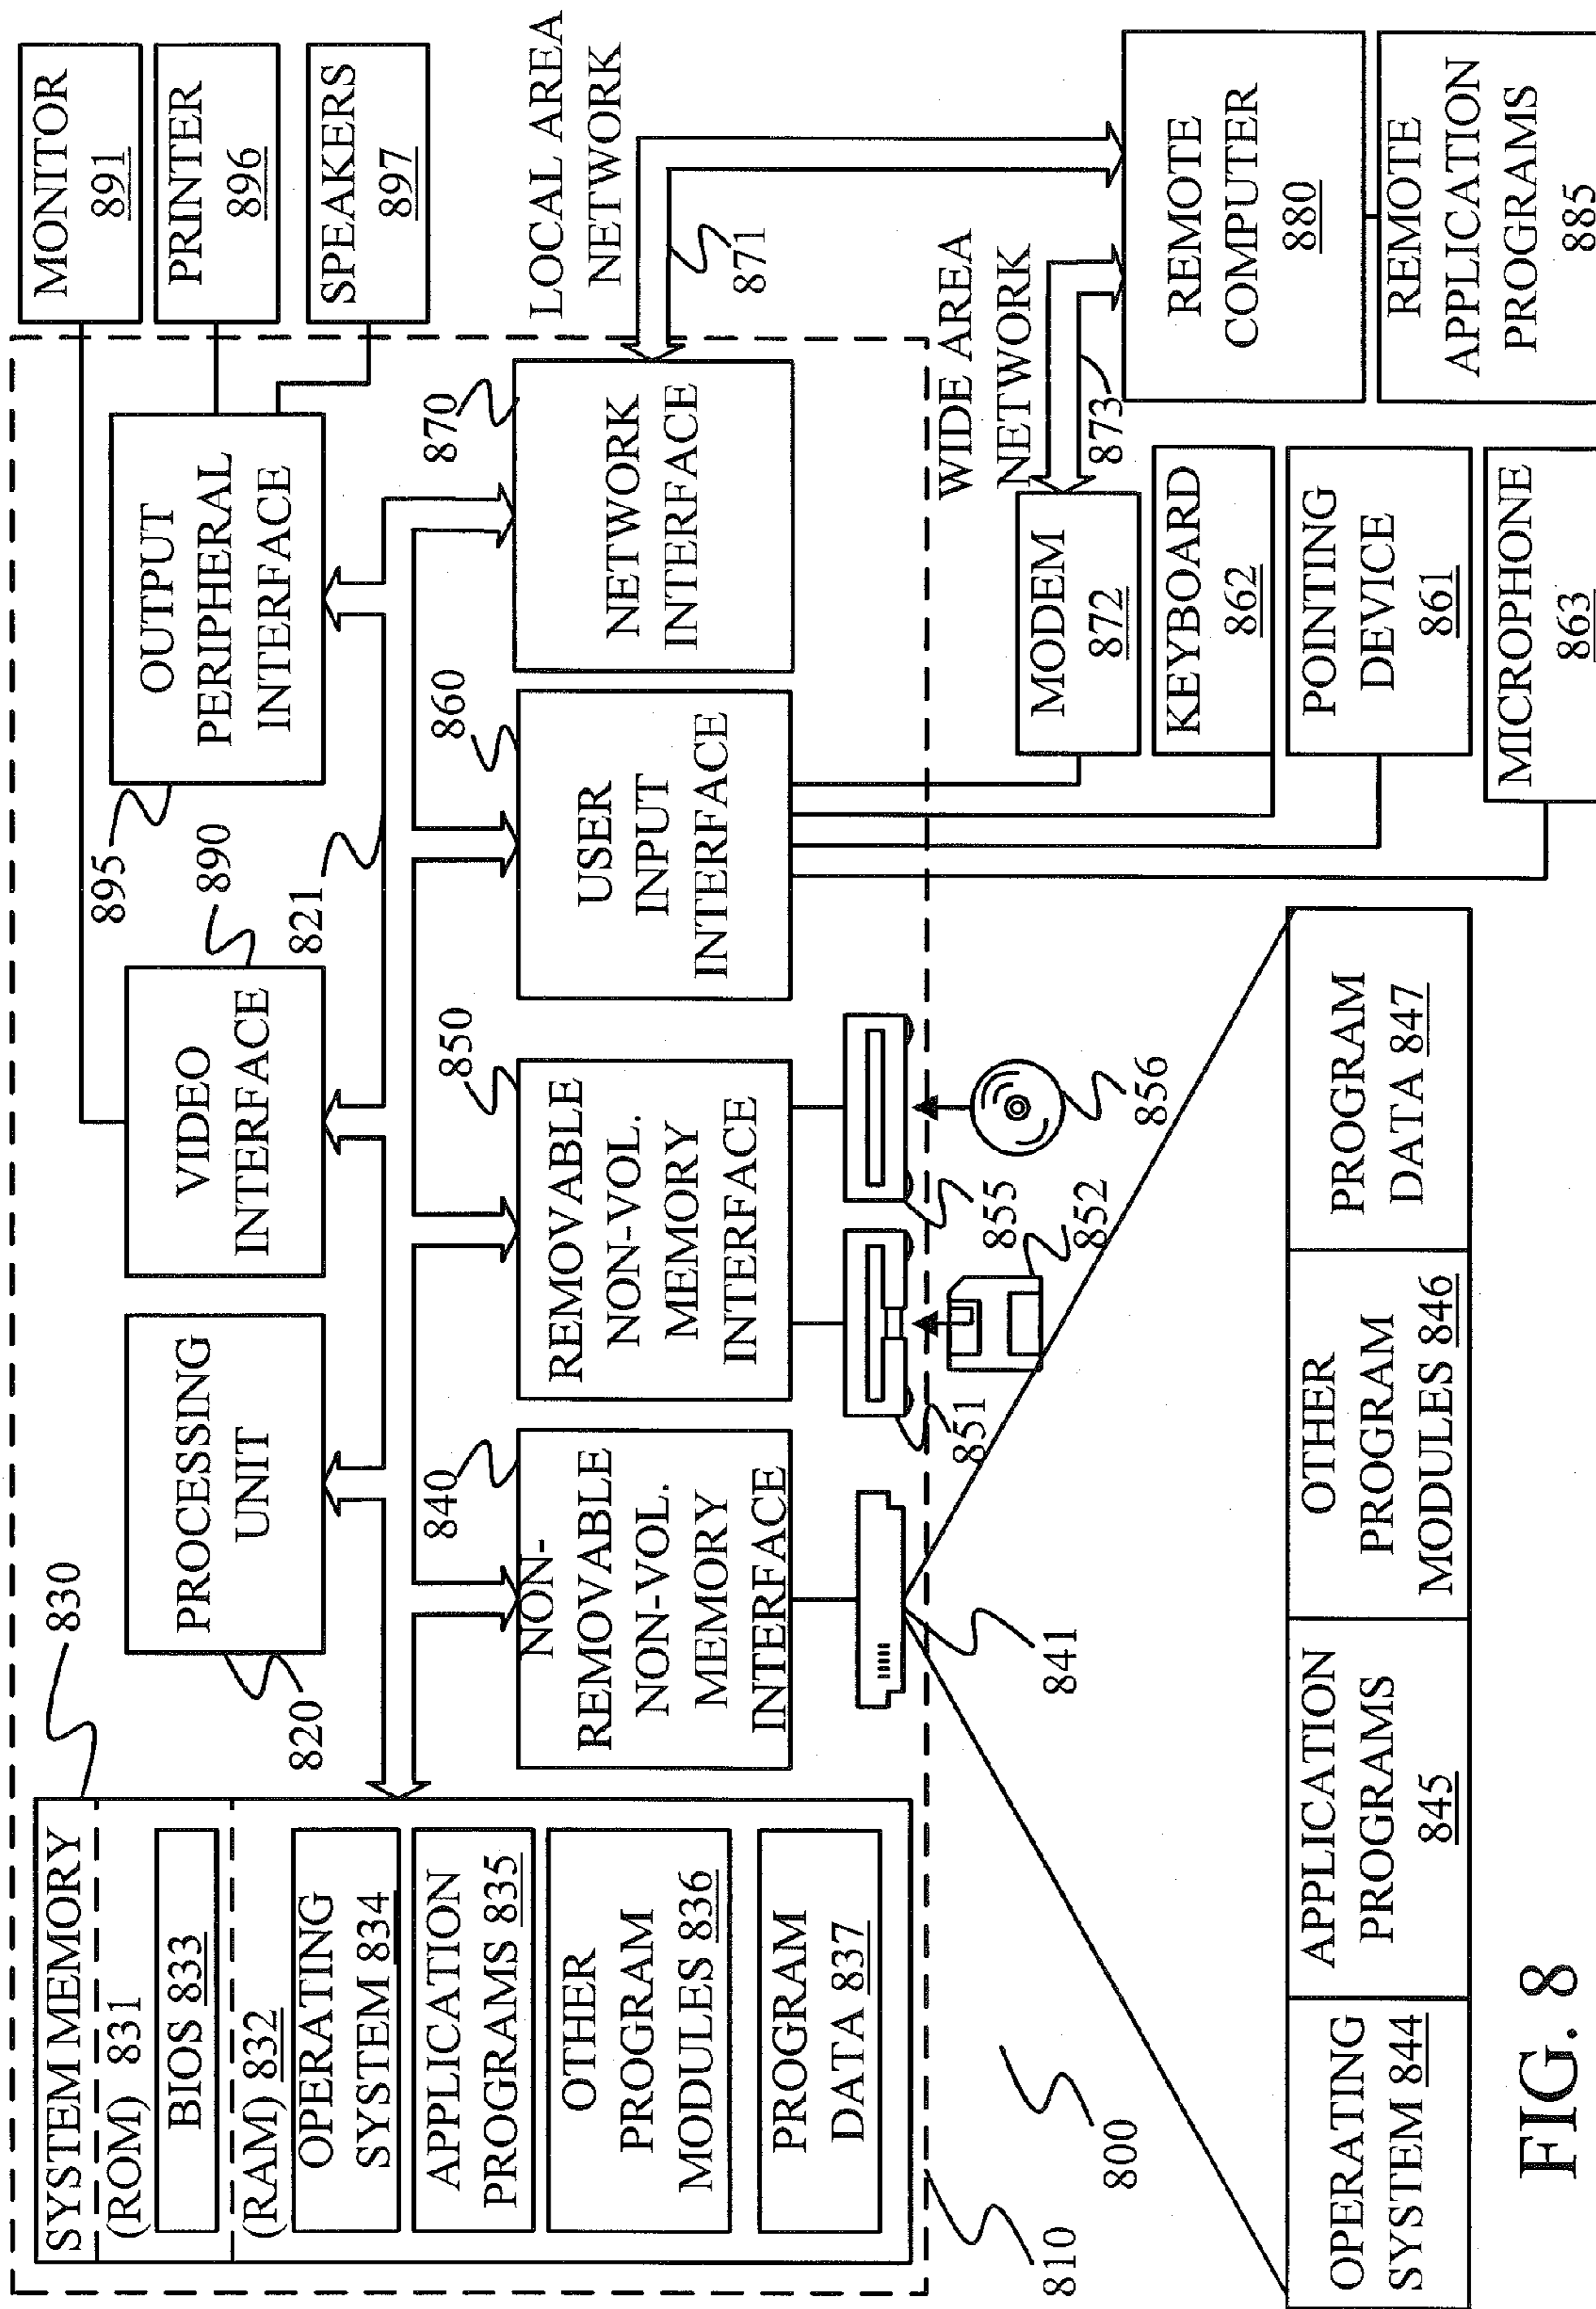 SYSTEM MEMORY
(ROM) 831
BIOS 833
(RAM) 832
OPERATING
SYSTEM 834
APPLICATION
PROGRAMS 835
OTHER
PROGRAM
MODULES 836
PROGRAM
DATA 837
830
PROCESSING
UNIT
820
VIDEO
INTERFACE
890
821
OUTPUT
PERIPHERAL
INTERFACE
895
MONITOR
891
PRINTER
896
SPEAKERS
897
NON-
REMOVABLE
NON-VOL.
MEMORY
INTERFACE
840
REMOVABLE
NON-VOL.
MEMORY
INTERFACE
850
USER
INPUT
INTERFACE
860
NETWORK
INTERFACE
870
LOCAL AREA
NETWORK
871
841
851
852
855
856
WIDE AREA
NETWORK
873
MODEM
872
KEYBOARD
862
POINTING
DEVICE
861
MICROPHONE
863
REMOTE
COMPUTER
880
REMOTE
APPLICATION
PROGRAMS
885
810
800
OPERATING
SYSTEM 844
APPLICATION
PROGRAMS
845
OTHER
PROGRAM
MODULES 846
PROGRAM
DATA 847
FIG. 8